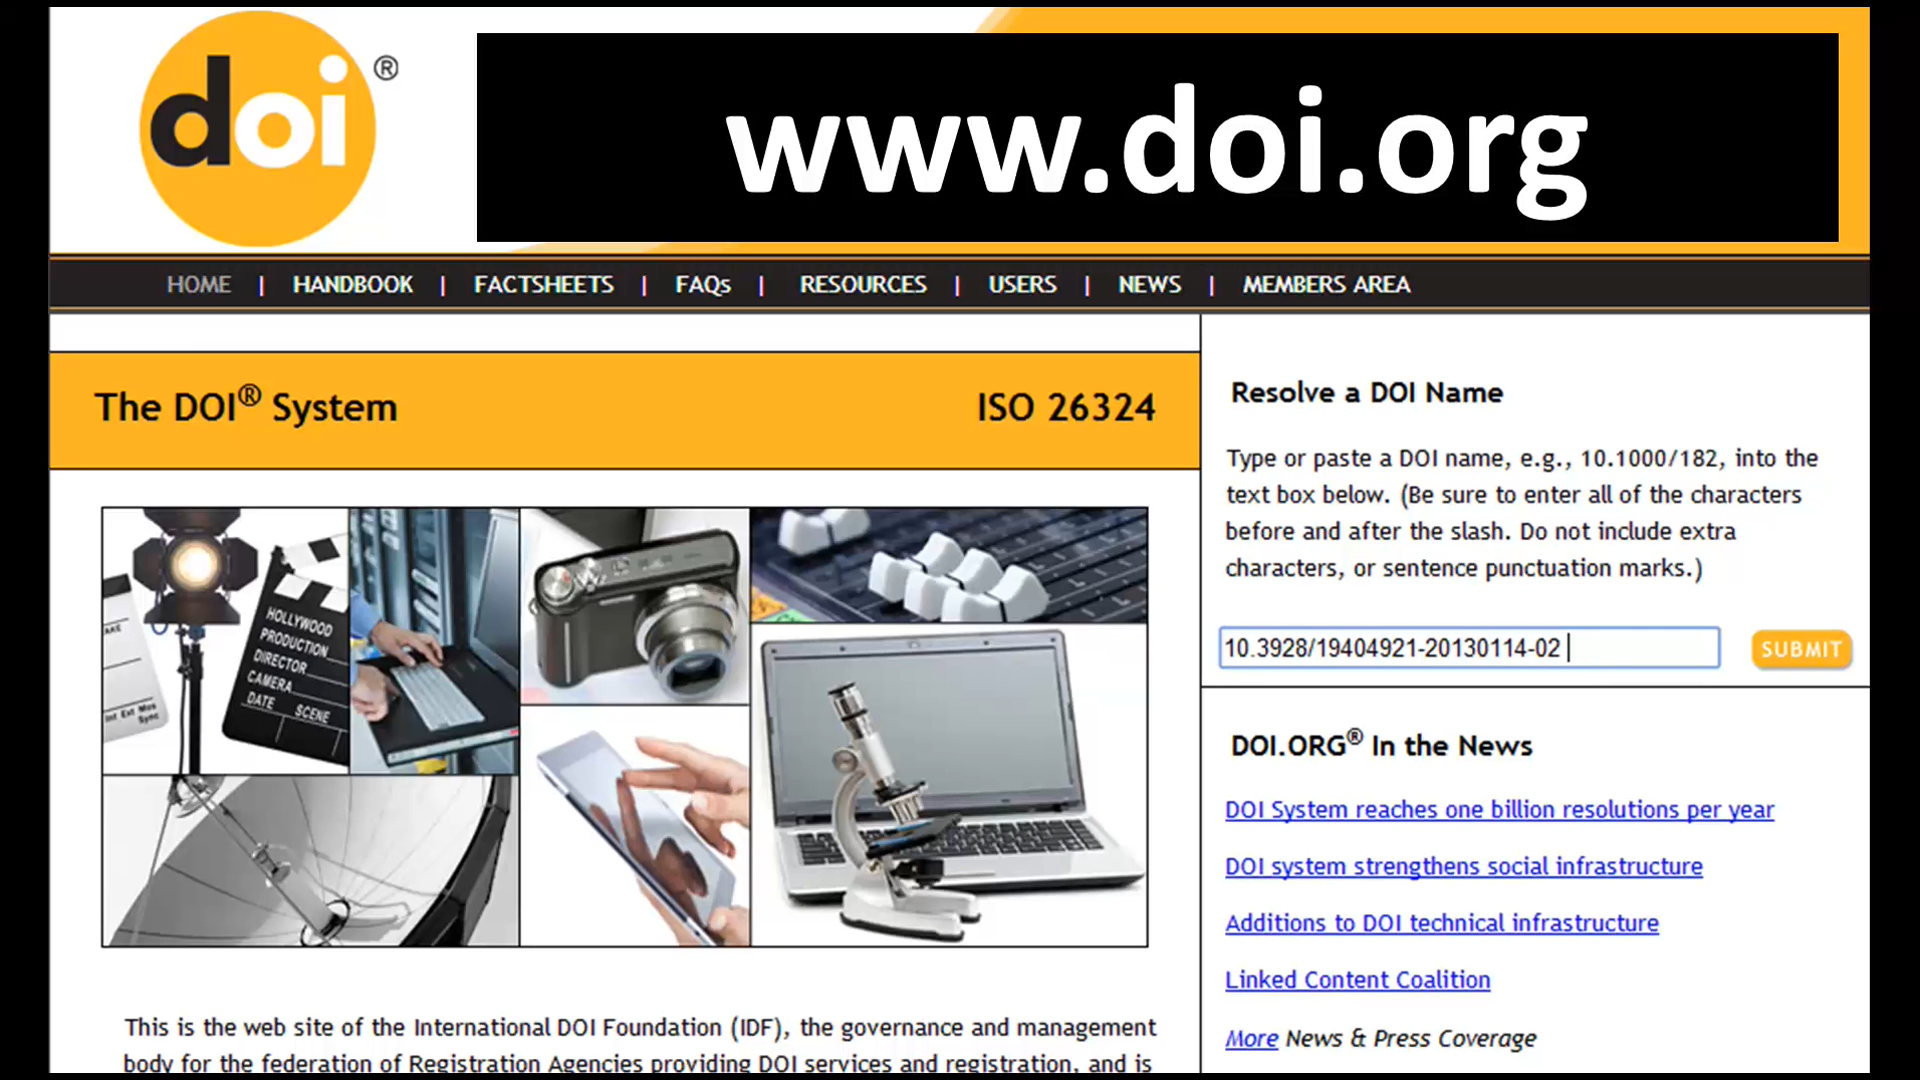 doi ®
www.doi.org
HOME | HANDBOOK | FACTSHEETS | FAQs | RESOURCES | USERS | NEWS | MEMBERS AREA
The DOI® System
ISO 26324
HOLLYWOOD
PRODUCTION
DIRECTOR
CAMERA
DATE SCENE
Int Ext Mos
Sync
This is the web site of the International DOI Foundation (IDF), the governance and management
body for the federation of Registration Agencies providing DOI services and registration, and is
Resolve a DOI Name
Type or paste a DOI name, e.g., 10.1000/182, into the
text box below. (Be sure to enter all of the characters
before and after the slash. Do not include extra
characters, or sentence punctuation marks.)
10.3928/19404921-20130114-02
SUBMIT
DOI.ORG® In the News
DOI System reaches one billion resolutions per year
DOI system strengthens social infrastructure
Additions to DOI technical infrastructure
Linked Content Coalition
More News & Press Coverage